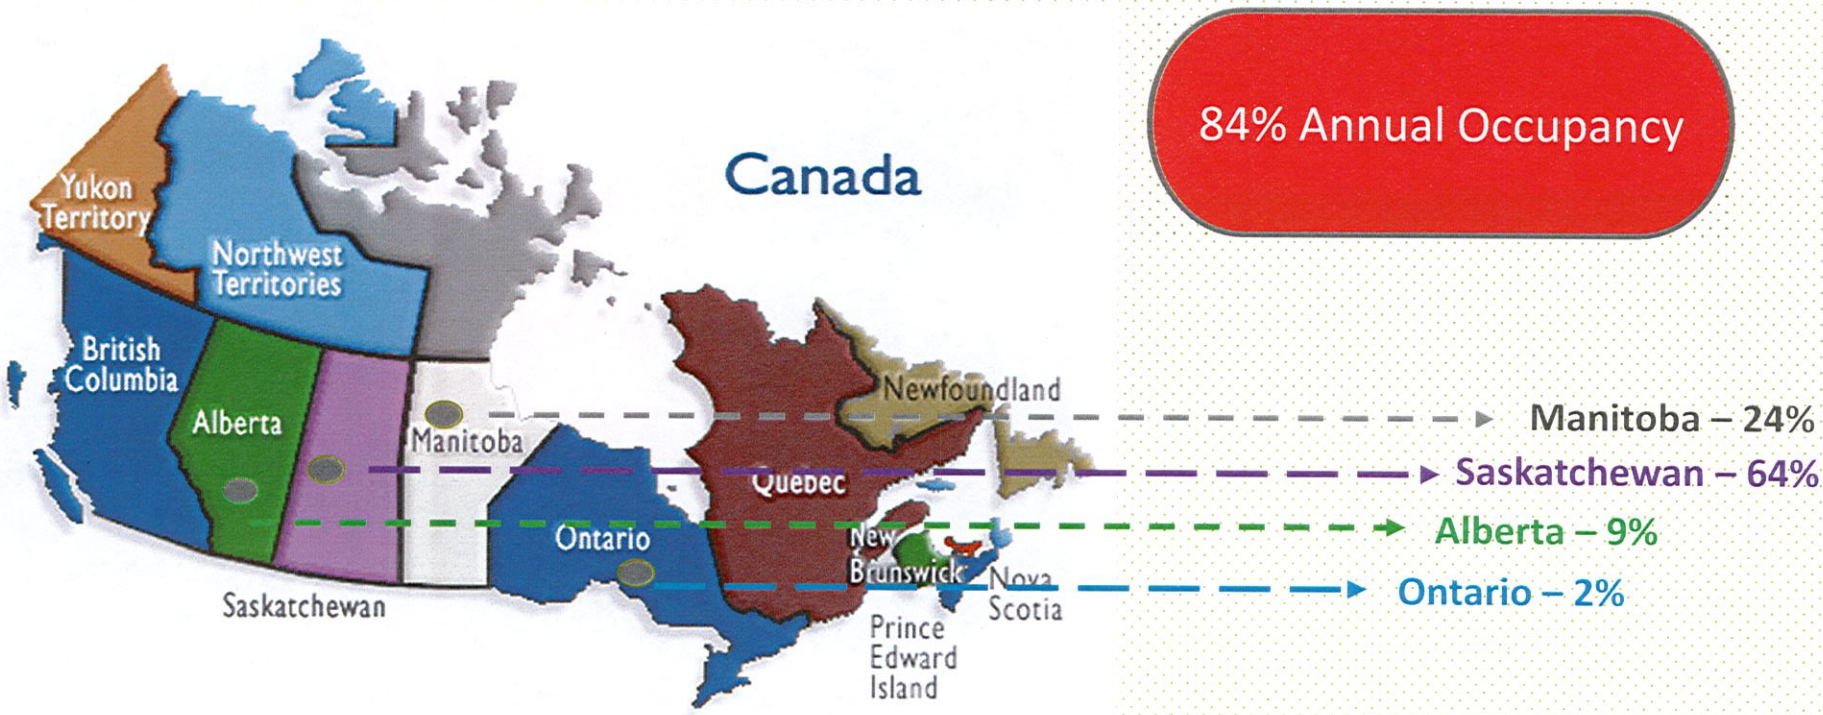 84% Annual Occupancy
Canada
Yukon
Territory
Northwest
Territories
British
Columbia
Alberta
Manitoba
Newfoundland
Manitoba – 24%
Saskatchewan – 64%
Quebec
Alberta – 9%
Ontario
New
Brunswick
Nova
Scotia
Ontario – 2%
Saskatchewan
Prince
Edward
Island